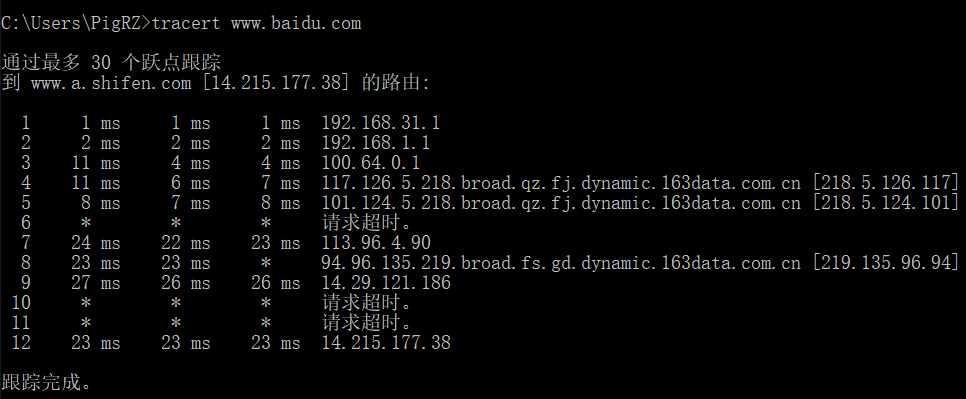 C:\Users\PigRZ>tracert www.baidu.com
通过最多 30 个跃点跟踪
到 www.a.shifen.com [14.215.177.38] 的路由:
1 1 ms 1 ms 1 ms 192.168.31.1
2 2 ms 2 ms 2 ms 192.168.1.1
3 11 ms 4 ms 4 ms 100.64.0.1
4 11 ms 6 ms 7 ms 117.126.5.218.broad.qz.fj.dynamic.163data.com.cn [218.5.126.117]
5 8 ms 7 ms 8 ms 101.124.5.218.broad.qz.fj.dynamic.163data.com.cn [218.5.124.101]
6 * * * 请求超时。
7 24 ms 22 ms 23 ms 113.96.4.90
8 23 ms 23 ms * 94.96.135.219.broad.fs.gd.dynamic.163data.com.cn [219.135.96.94]
9 27 ms 26 ms 26 ms 14.29.121.186
10 * * * 请求超时。
11 * * * 请求超时。
12 23 ms 23 ms 23 ms 14.215.177.38
跟踪完成。